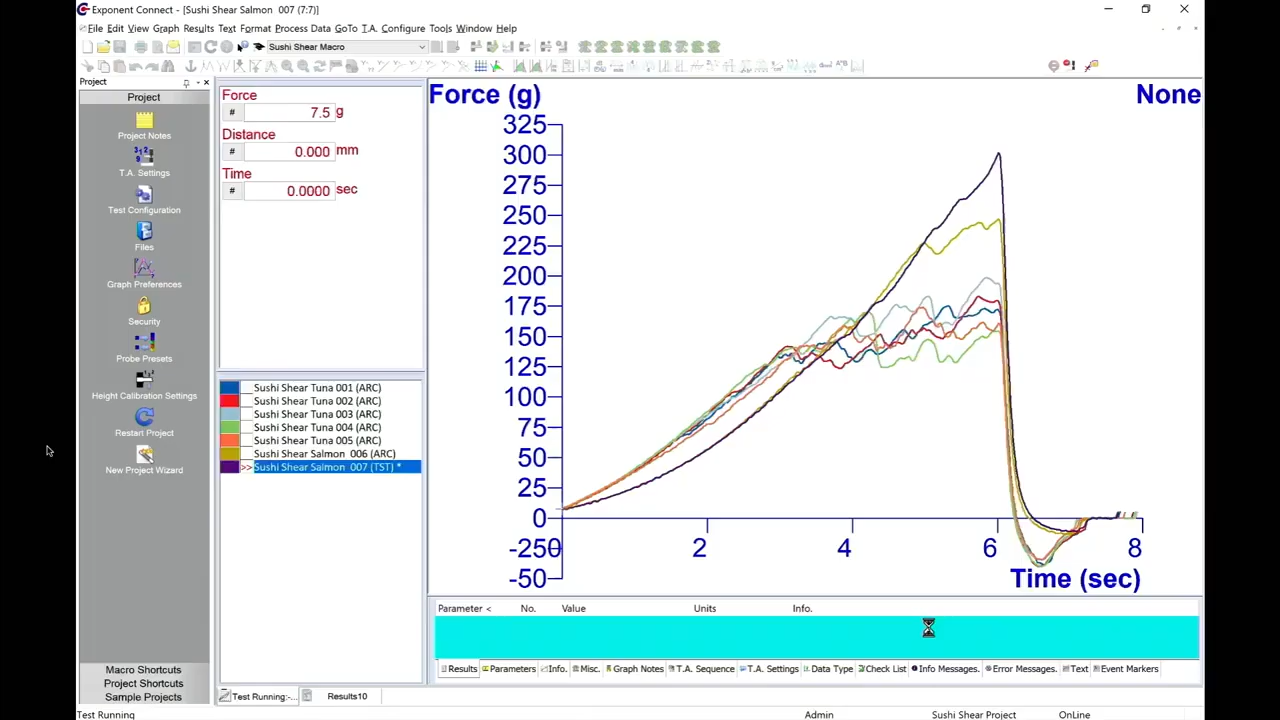 Exponent Connect - [Sushi Shear Salmon 007 (7:7)]
File Edit View Graph Results Text Format Process Data GoTo T.A. Configure Tools Window Help
Sushi Shear Macro
Project
Project
Project Notes
T.A. Settings
Test Configuration
Files
Graph Preferences
Security
Probe Presets
Height Calibration Settings
Restart Project
New Project Wizard
Macro Shortcuts
Project Shortcuts
Sample Projects
Force
# 7.5 g
Distance
# 0.000 mm
Time
# 0.0000 sec
Sushi Shear Tuna 001 (ARC)
Sushi Shear Tuna 002 (ARC)
Sushi Shear Tuna 003 (ARC)
Sushi Shear Tuna 004 (ARC)
Sushi Shear Tuna 005 (ARC)
Sushi Shear Salmon 006 (ARC)
>> Sushi Shear Salmon 007 (TST) *
Force (g) None
325
300
275
250
225
200
175
150
125
100
75
50
25
0
-250 2 4 6 8
-50 Time (sec)
Parameter < No. Value Units Info.
Results Parameters Info. Misc. Graph Notes T.A. Sequence T.A. Settings Data Type Check List Info Messages. Error Messages. Text Event Markers
Test Running:-... Results10
Test Running Admin Sushi Shear Project OnLine